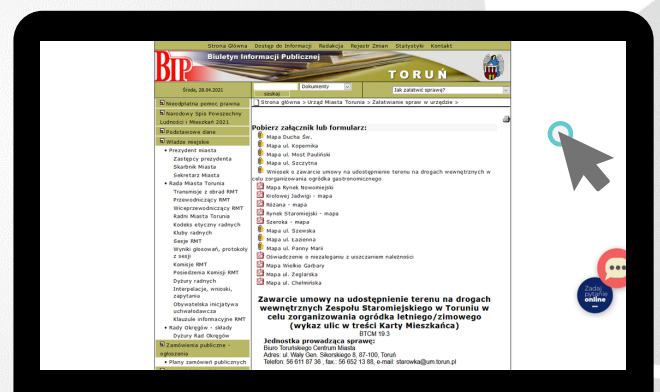 Strona Główna Dostęp do Informacji Redakcja Rejestr Zmian Statystyki Kontakt
BIP
Biuletyn Informacji Publicznej
TORUŃ
Środa, 28.04.2021
Dokumenty
szukaj
Jak załatwić sprawę?
Nieodpłatna pomoc prawna
Narodowy Spis Powszechny
Ludności i Mieszkań 2021
Podstawowe dane
Władze miejskie
• Prezydent miasta
Zastępcy prezydenta
Skarbnik Miasta
Sekretarz Miasta
• Rada Miasta Torunia
Transmisje z obrad RMT
Przewodniczący RMT
Wiceprzewodniczący RMT
Radni Miasta Torunia
Kodeks etyczny radnych
Kluby radnych
Sesje RMT
Wyniki głosowań, protokoły
z sesji
Komisje RMT
Posiedzenia Komisji RMT
Dyżury radnych
Interpelacje, wnioski,
zapytania
Obywatelska inicjatywa
uchwałodawcza
Klauzule informacyjne RMT
• Rady Okręgów - składy
Dyżury Rad Okręgów
Zamówienia publiczne -
ogłoszenia
• Plany zamówień publicznych
Strona główna > Urząd Miasta Torunia > Załatwianie spraw w urzędzie >
Pobierz załącznik lub formularz:
Mapa Ducha Św.
Mapa ul. Kopernika
Mapa ul. Most Pauliński
Mapa ul. Szczytna
Wniosek o zawarcie umowy na udostępnienie terenu na drogach wewnętrznych w
celu zorganizowania ogródka gastronomicznego
Mapa Rynek Nowomiejski
Królowej Jadwigi - mapa
Różana - mapa
Rynek Staromiejski - mapa
Szeroka - mapa
Mapa ul. Szewska
Mapa ul. Łazienna
Mapa ul. Panny Marii
Oświadczenie o niezaleganiu z uiszczaniem należności
Mapa Wielkie Garbary
Mapa ul. Żeglarska
Mapa ul. Chełmińska
Zawarcie umowy na udostępnienie terenu na drogach
wewnętrznych Zespołu Staromiejskiego w Toruniu w
celu zorganizowania ogródka letniego/zimowego
(wykaz ulic w treści Karty Mieszkańca)
BTCM 19.3
Jednostka prowadząca sprawę:
Biuro Toruńskiego Centrum Miasta
Adres: ul. Wały Gen. Sikorskiego 8, 87-100, Toruń
Telefon: 56 611 87 36 , fax.: 56 652 13 88, e-mail: starowka@um.torun.pl
Zadaj
pytanie
online